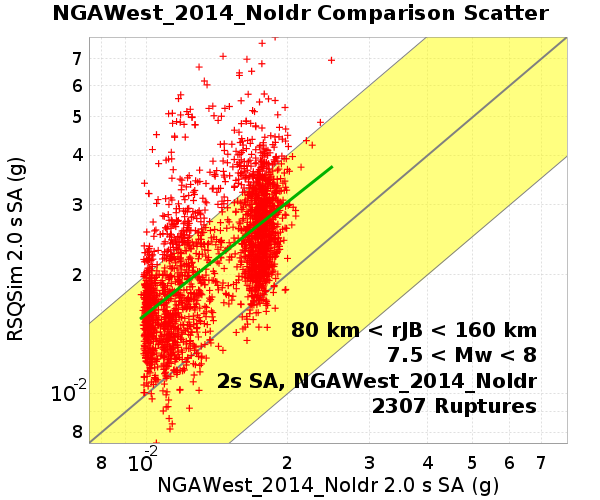 NGAWest_2014_NoIdr Comparison Scatter
7
6
5
4
3
2
10-2
8
RSQSim 2.0 s SA (g)
80 km < rJB < 160 km
7.5 < Mw < 8
2s SA, NGAWest_2014_NoIdr
2307 Ruptures
8 10-2 2 3 4 5 6 7
NGAWest_2014_NoIdr 2.0 s SA (g)